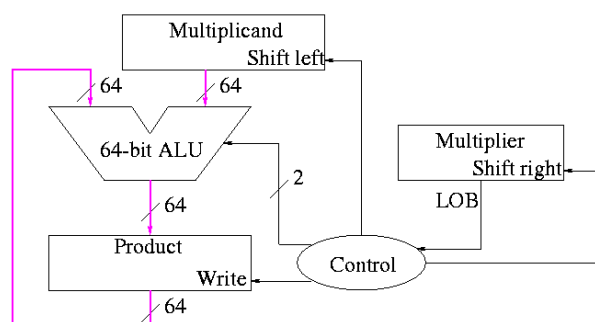 Multiplicand
Shift left
64
64
64-bit ALU
Multiplier
Shift right
2
LOB
64
Product
Control
Write
64